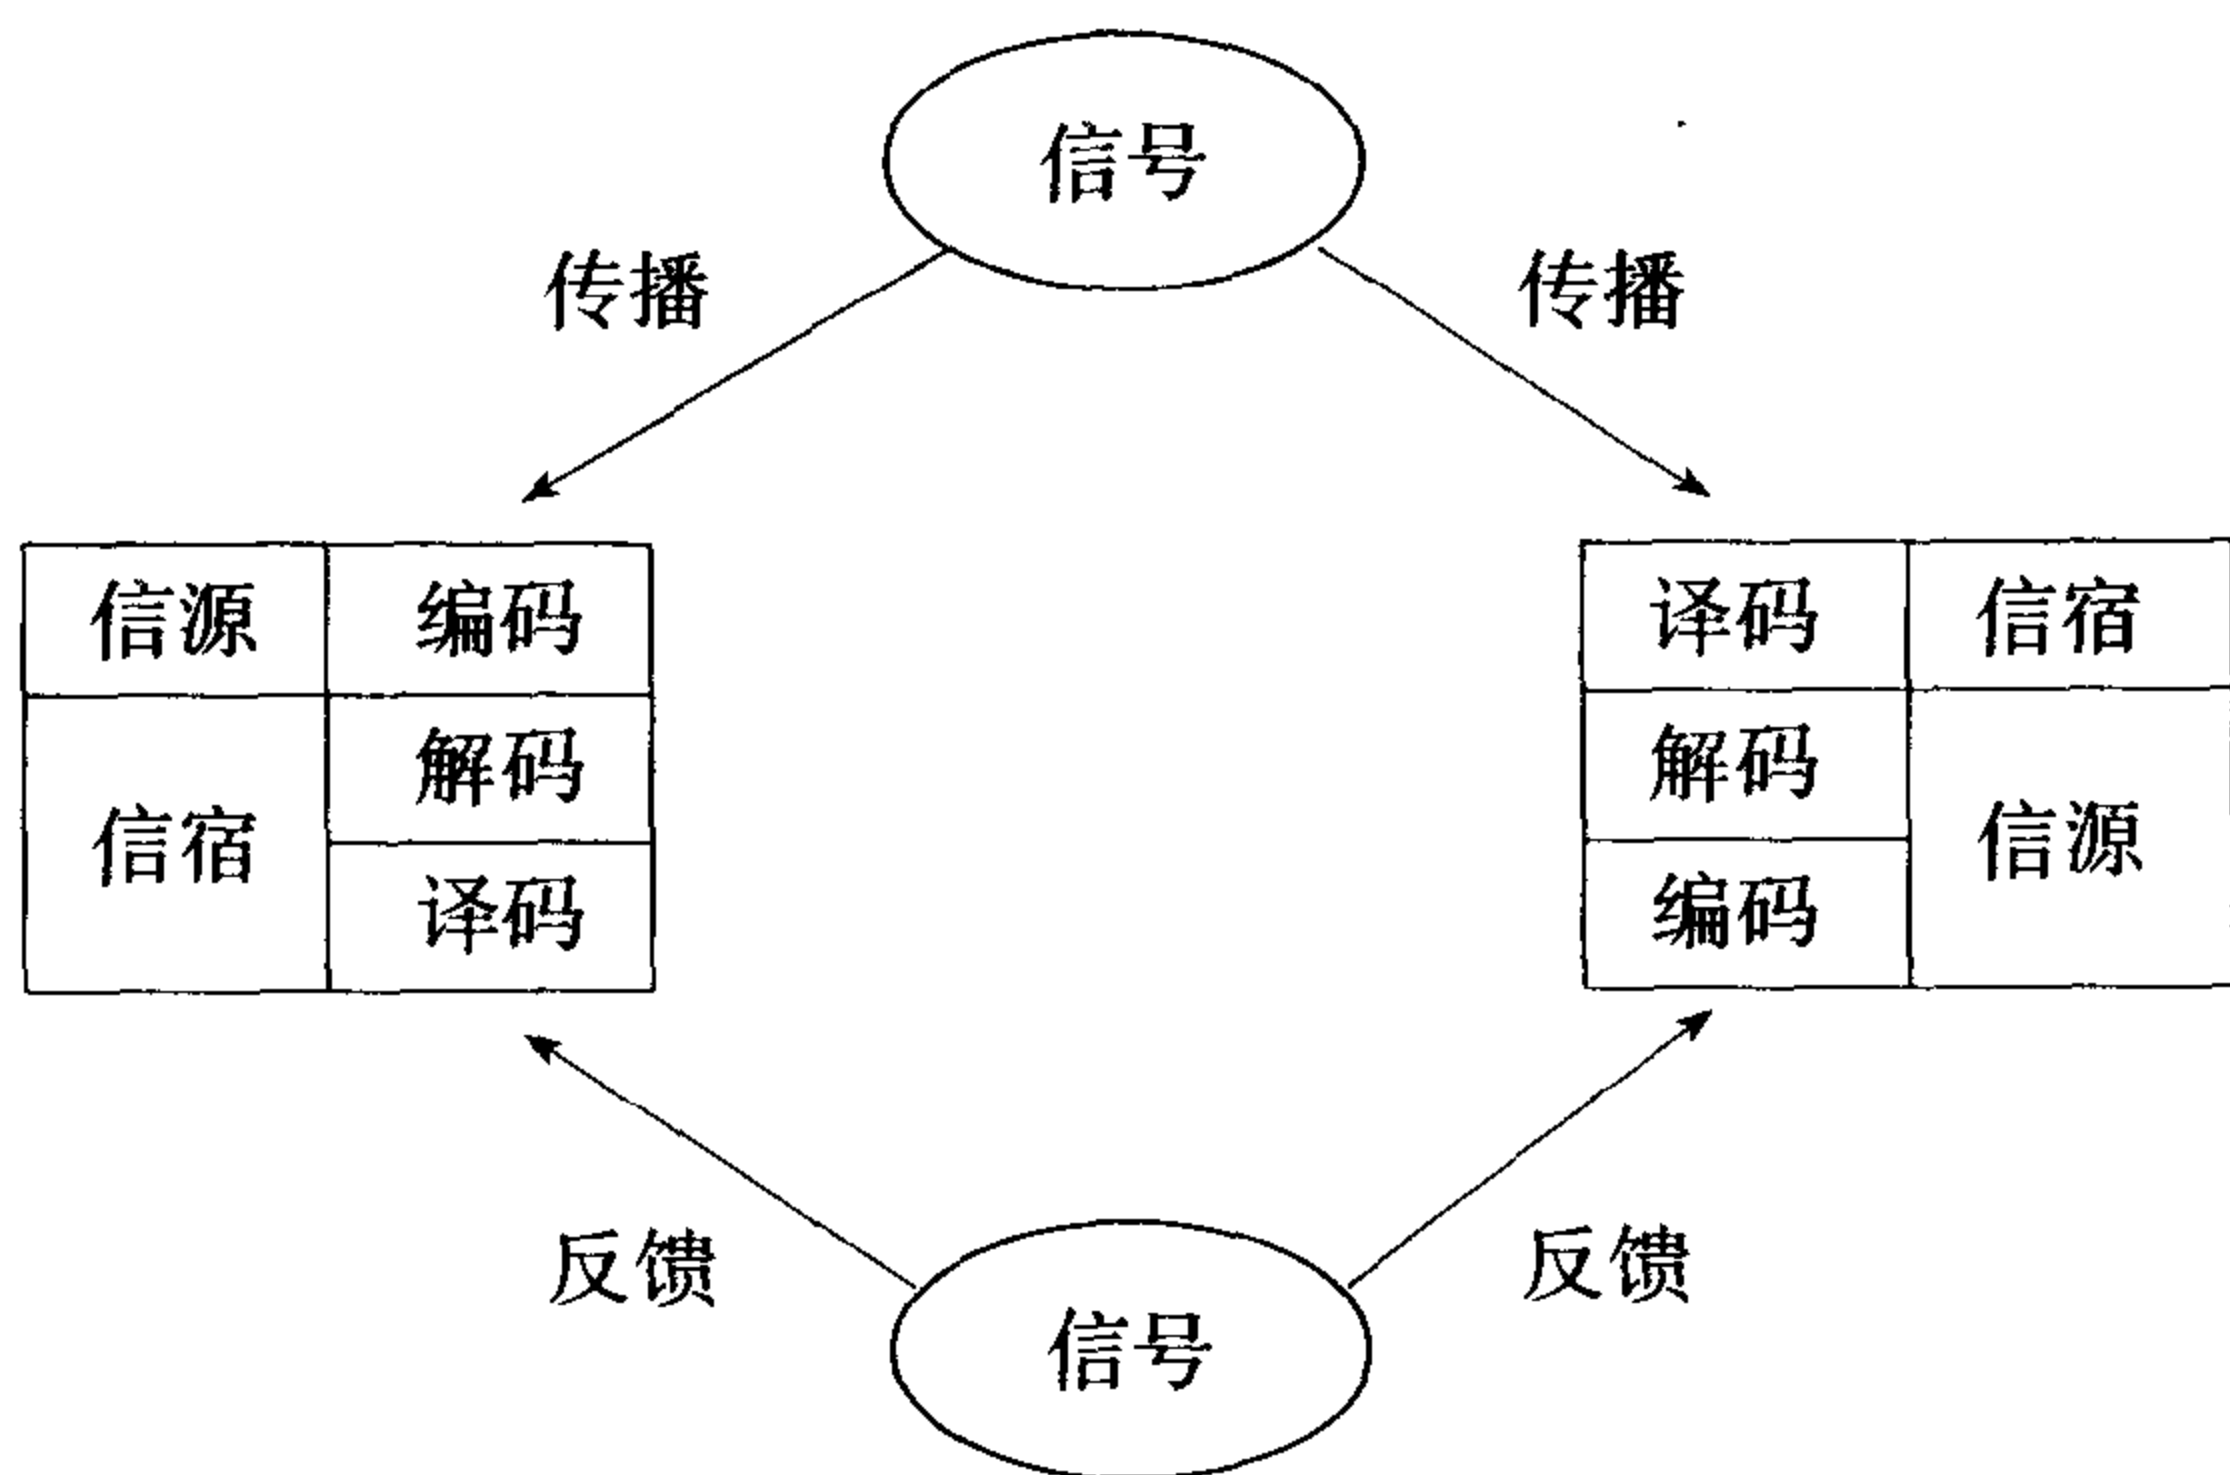 信号
传播 传播
信源 编码 译码 信宿
解码 解码
信宿 信源
译码 编码
反馈 反馈
信号